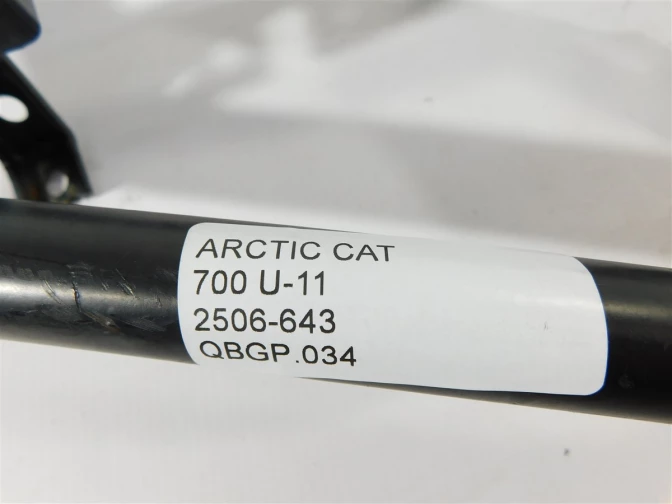 ARCTIC CAT
700 U-11
2506-643
QBGP.034